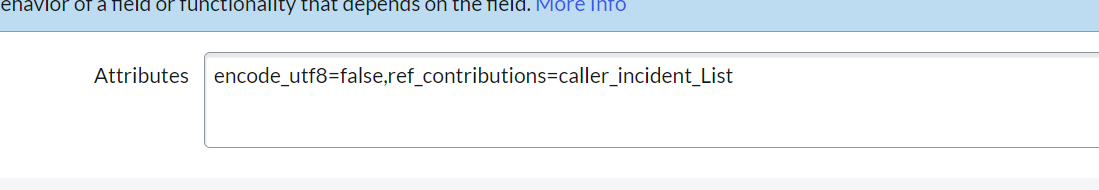 ehavior of a field or functionality that depends on the field. More Info
Attributes
encode_utf8=false,ref_contributions=caller_incident_List